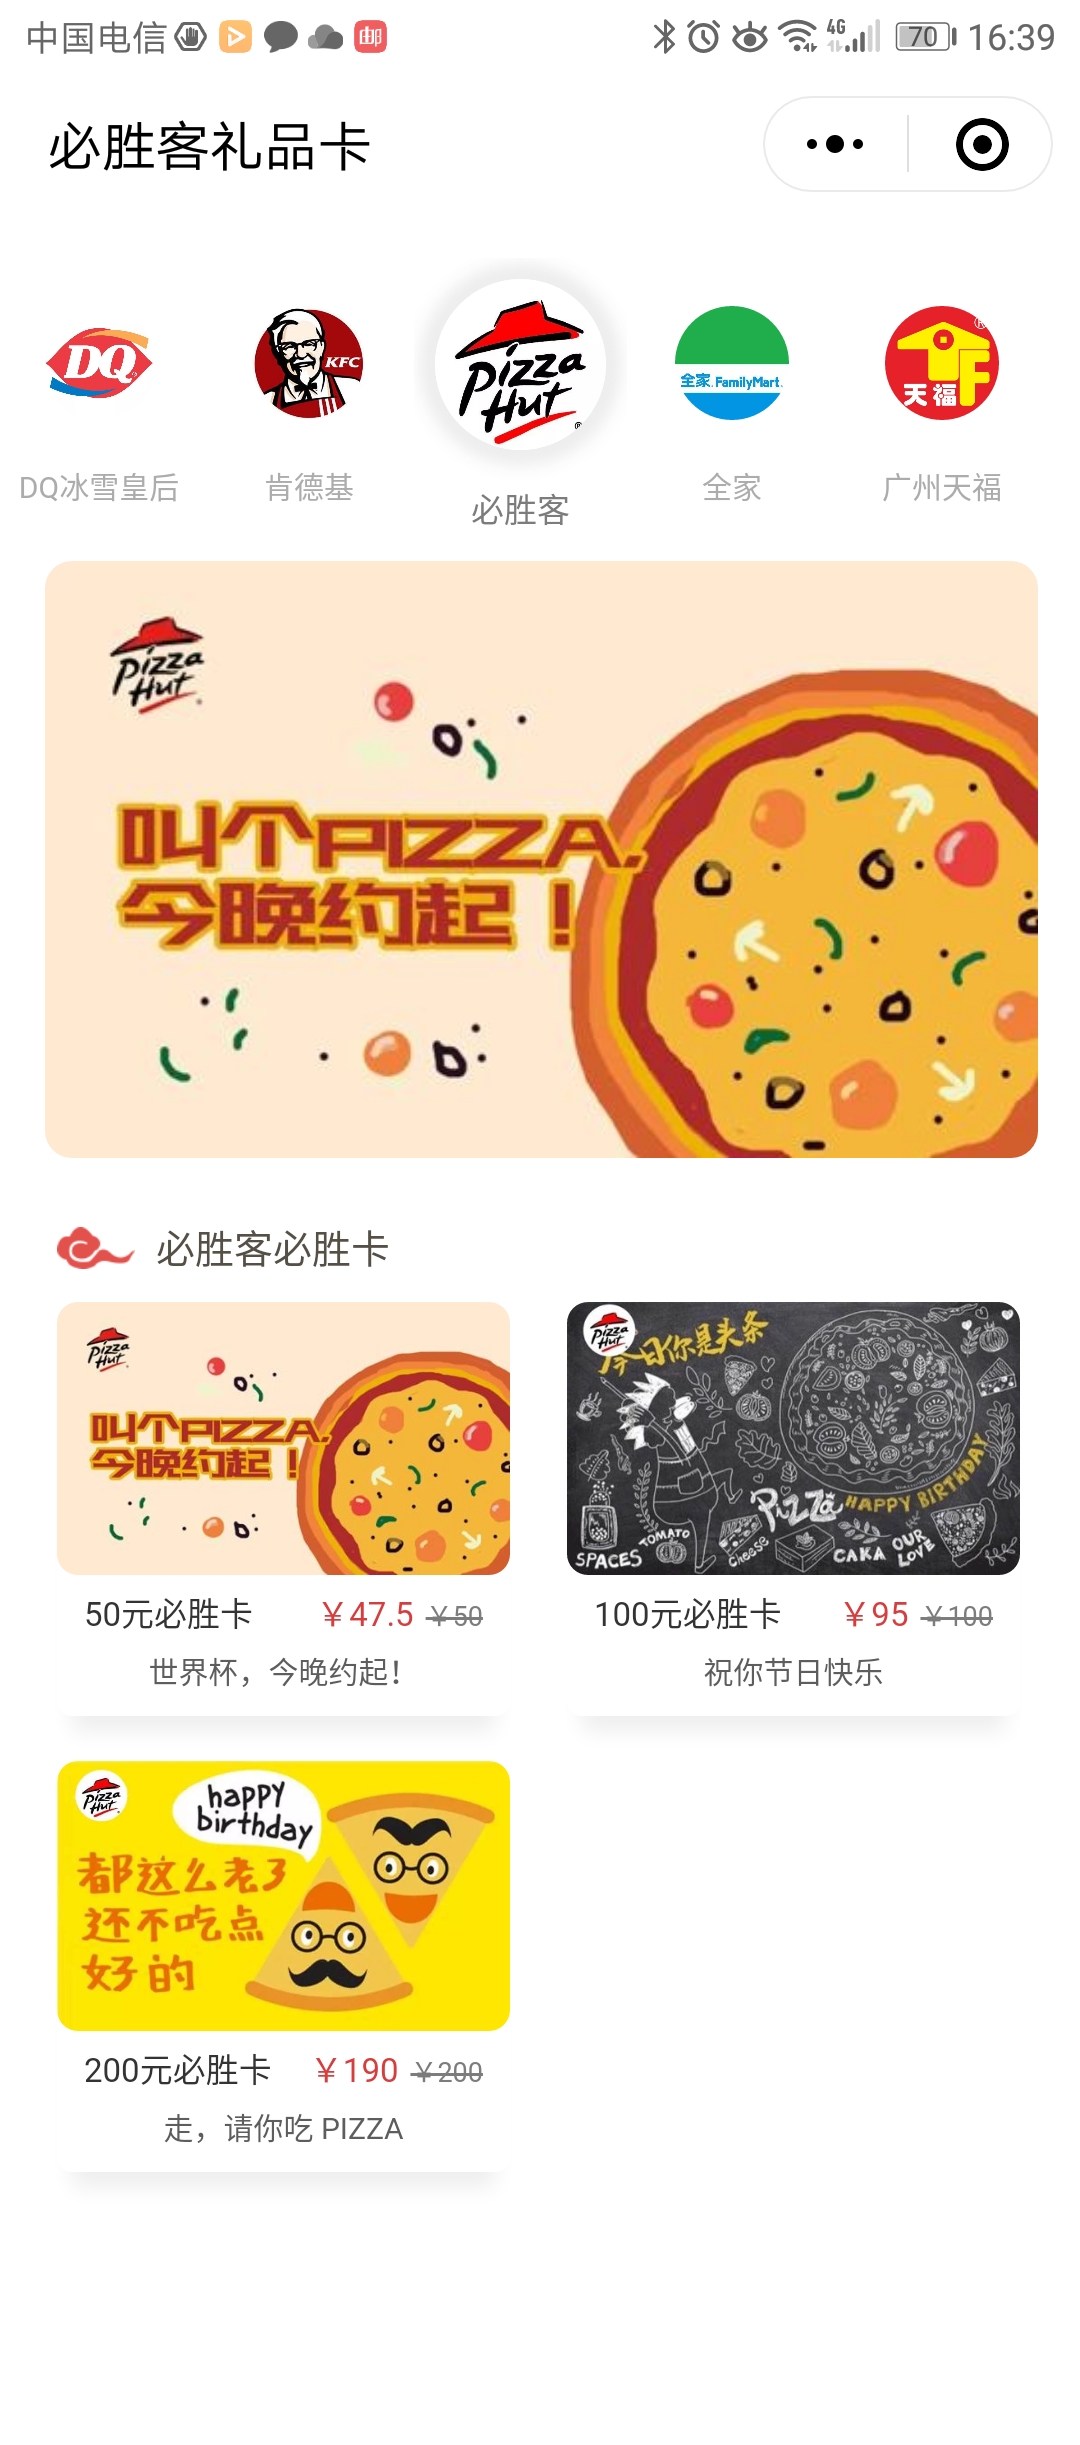 中国电信
邮
4G
70
16:39
必胜客礼品卡
DQ
KFC
Pizza
Hut
全家 FamilyMart
天福
DQ冰雪皇后
肯德基
必胜客
全家
广州天福
Pizza
Hut
叫个PIZZA,
今晚约起！
必胜客必胜卡
Pizza
Hut
叫个PIZZA,
今晚约起！
50元必胜卡 ￥47.5 ￥50
世界杯，今晚约起！
Pizza
Hut
今日你是头条
PizZa
HAPPY BIRTHDAY
SPACES
TOMATO
Cheese
CAKA
OUR
LOVE
100元必胜卡 ￥95 ￥100
祝你节日快乐
Pizza
Hut
happy
birthday
都这么老了
还不吃点
好的
200元必胜卡 ￥190 ￥200
走，请你吃 PIZZA